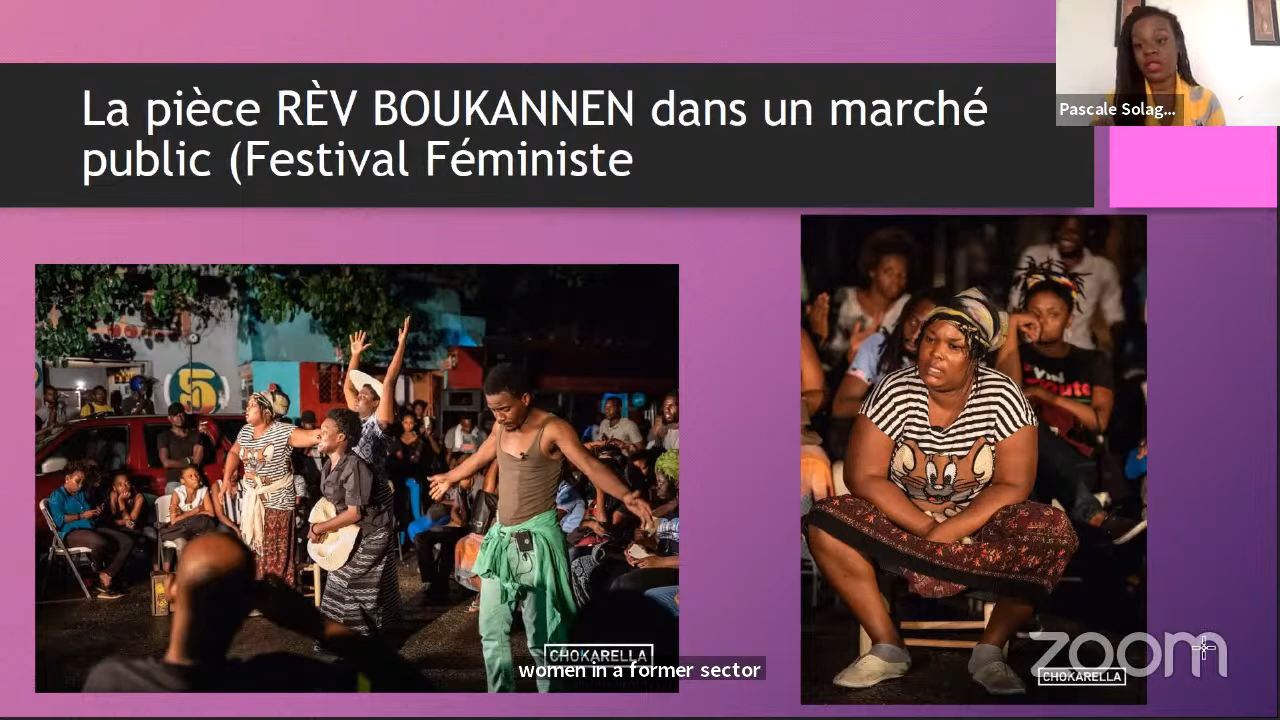 La pièce RÈV BOUKANNEN dans un marché
public (Festival Féministe
Pascale Solag...
5
CHOKARELLA
women in a former sector
CHOKARELLA
zoom